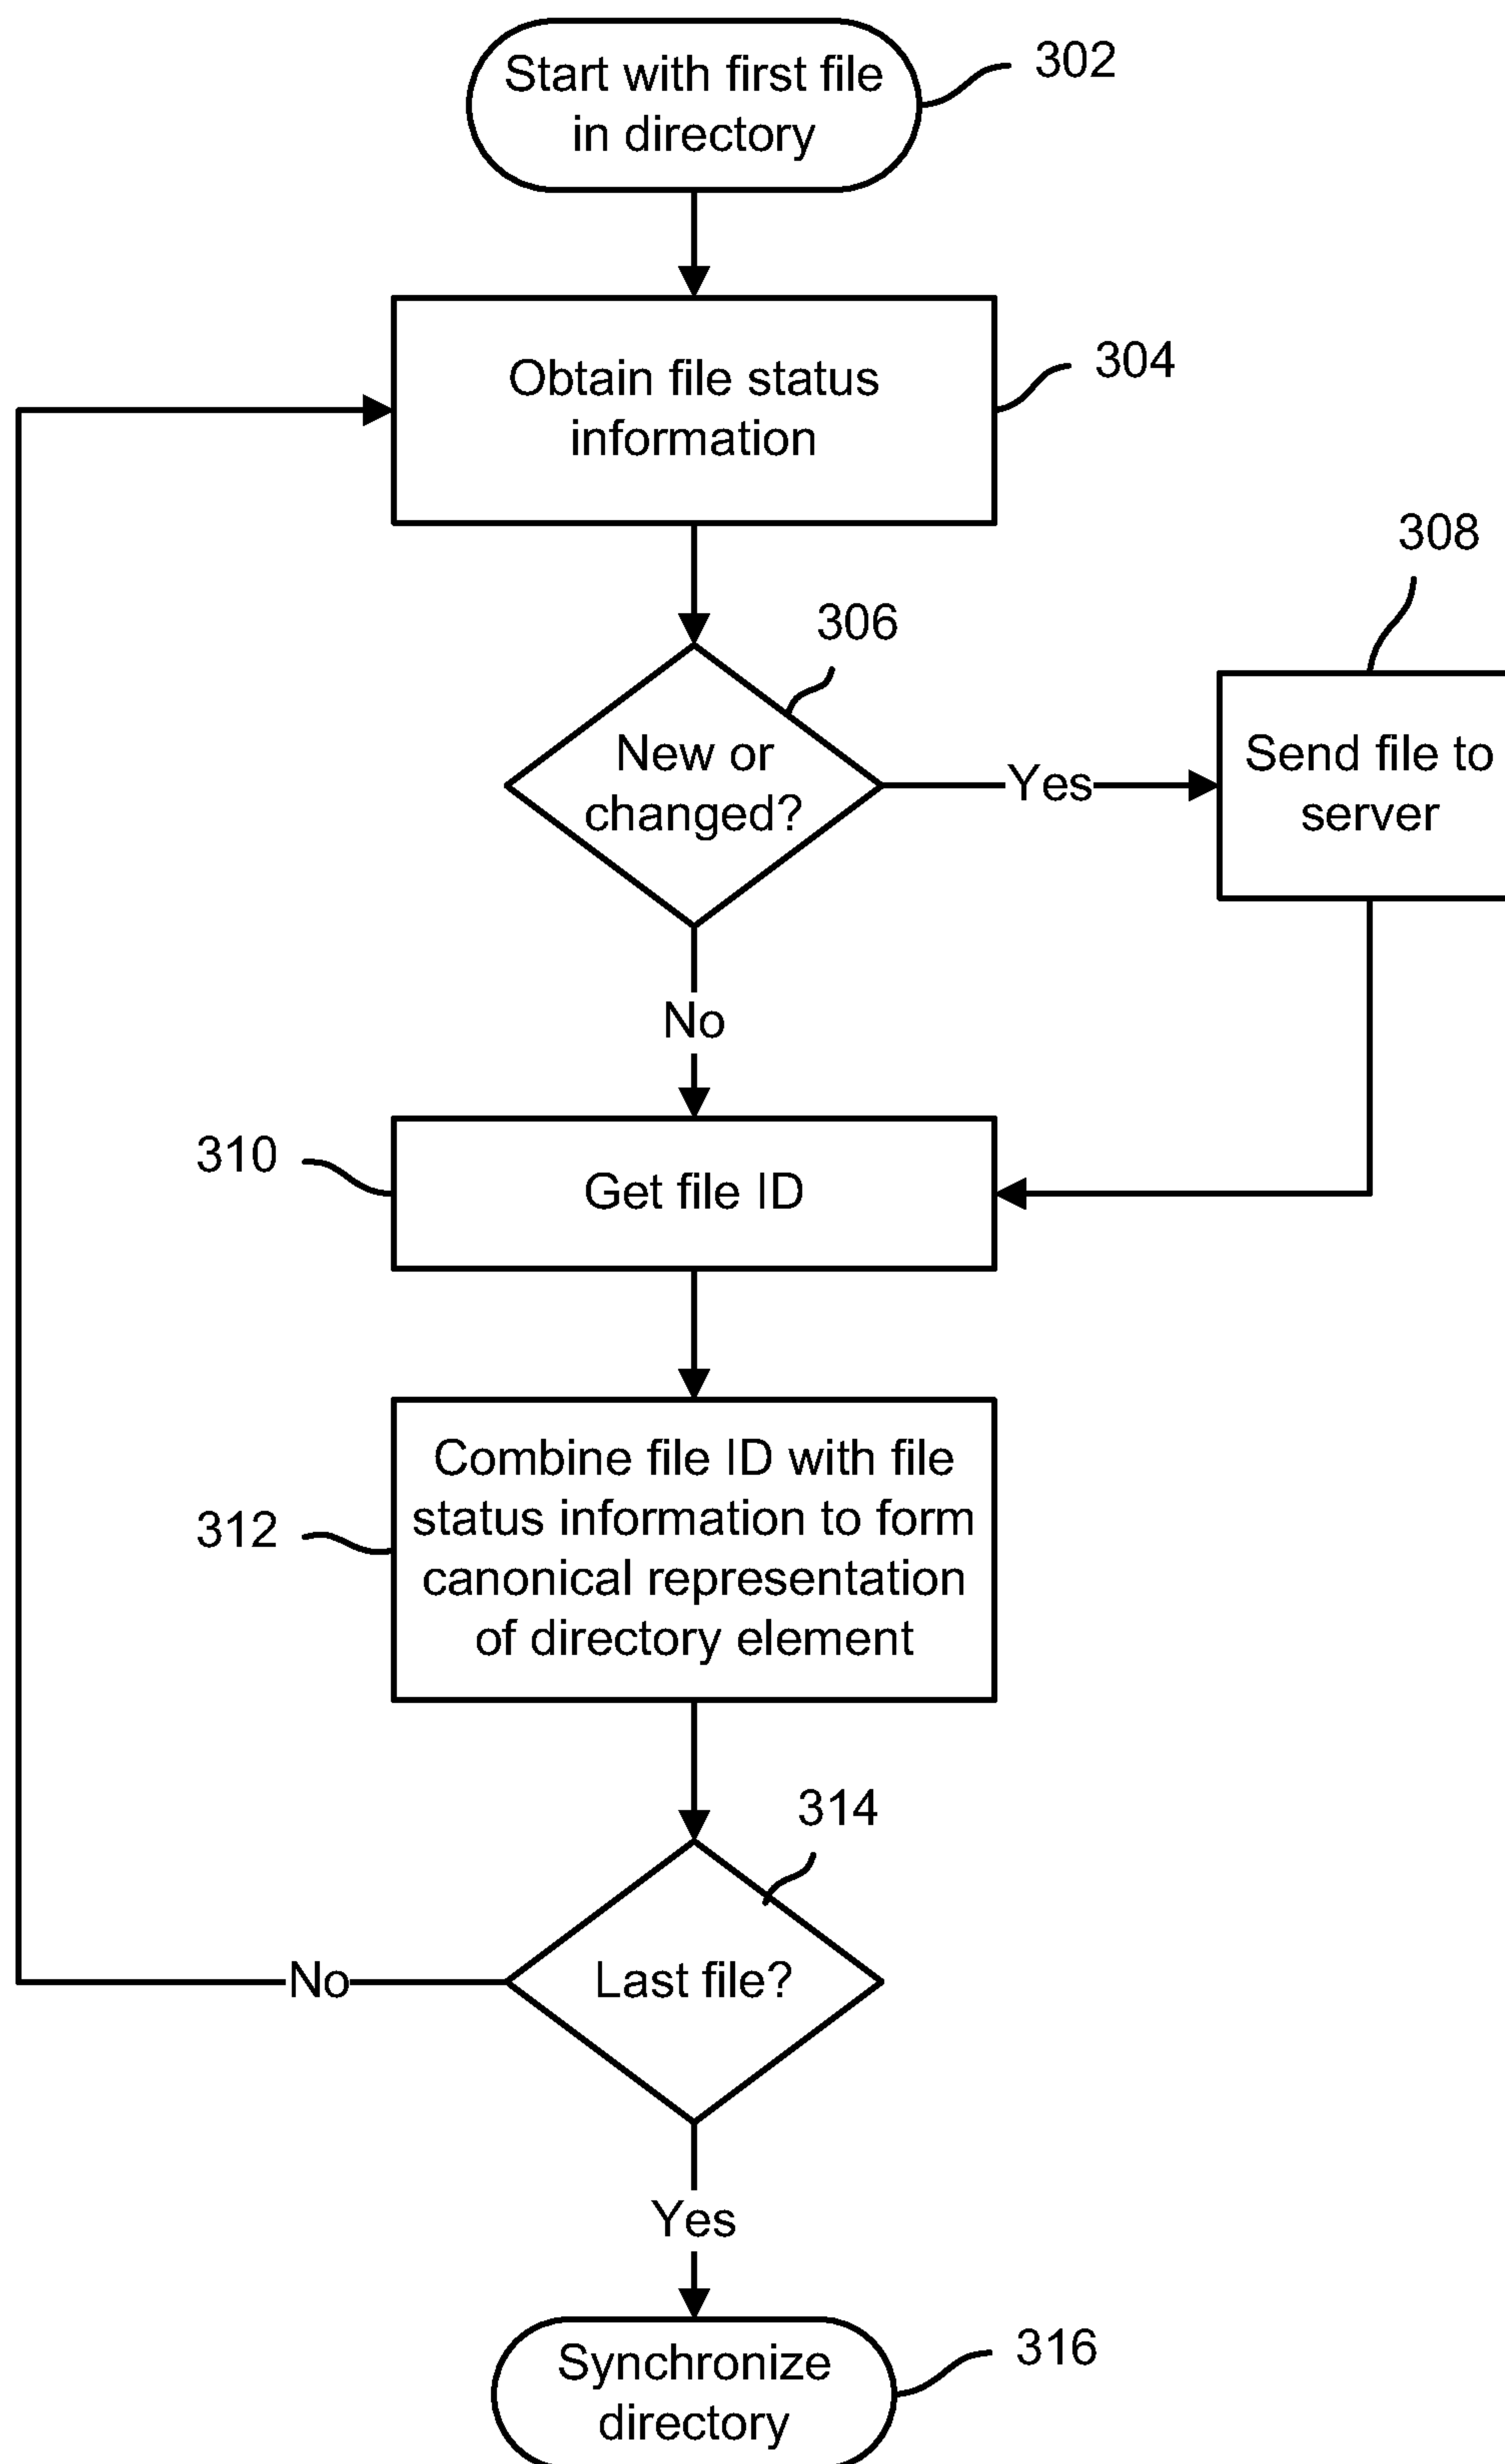 Start with first file
in directory
302
Obtain file status
information
304
306
New or
changed?
Yes
308
Send file to
server
No
310
Get file ID
312
Combine file ID with file
status information to form
canonical representation
of directory element
314
Last file?
No
Yes
Synchronize
directory
316